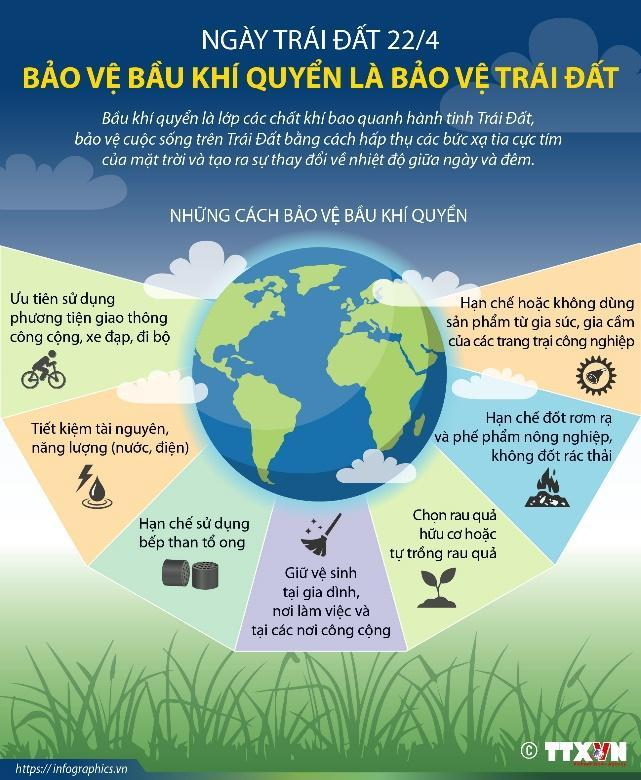 NGÀY TRÁI ĐẤT 22/4
BẢO VỆ BẦU KHÍ QUYỂN LÀ BẢO VỆ TRÁI ĐẤT
Bầu khí quyển là lớp các chất khí bao quanh hành tinh Trái Đất,
bảo vệ cuộc sống trên Trái Đất bằng cách hấp thụ các bức xạ tia cực tím
của mặt trời và tạo ra sự thay đổi về nhiệt độ giữa ngày và đêm.
NHỮNG CÁCH BẢO VỆ BẦU KHÍ QUYỂN
Ưu tiên sử dụng
phương tiện giao thông
công cộng, xe đạp, đi bộ
Tiết kiệm tài nguyên,
năng lượng (nước, điện)
Hạn chế sử dụng
bếp than tổ ong
Giữ vệ sinh
tại gia đình,
nơi làm việc và
tại các nơi công cộng
Chọn rau quả
hữu cơ hoặc
tự trồng rau quả
Hạn chế đốt rơm rạ
và phế phẩm nông nghiệp,
không đốt rác thải
Hạn chế hoặc không dùng
sản phẩm từ gia súc, gia cầm
của các trang trại công nghiệp
© TTXVN
Vietnam News Agency
https://infographics.vn